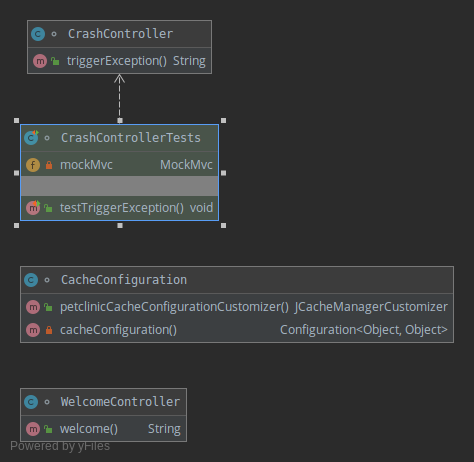 CrashController
triggerException() String
CrashControllerTests
mockMvc MockMvc
testTriggerException() void
CacheConfiguration
petclinicCacheConfigurationCustomizer() JCacheManagerCustomizer
cacheConfiguration() Configuration<Object, Object>
WelcomeController
welcome() String
Powered by yFiles